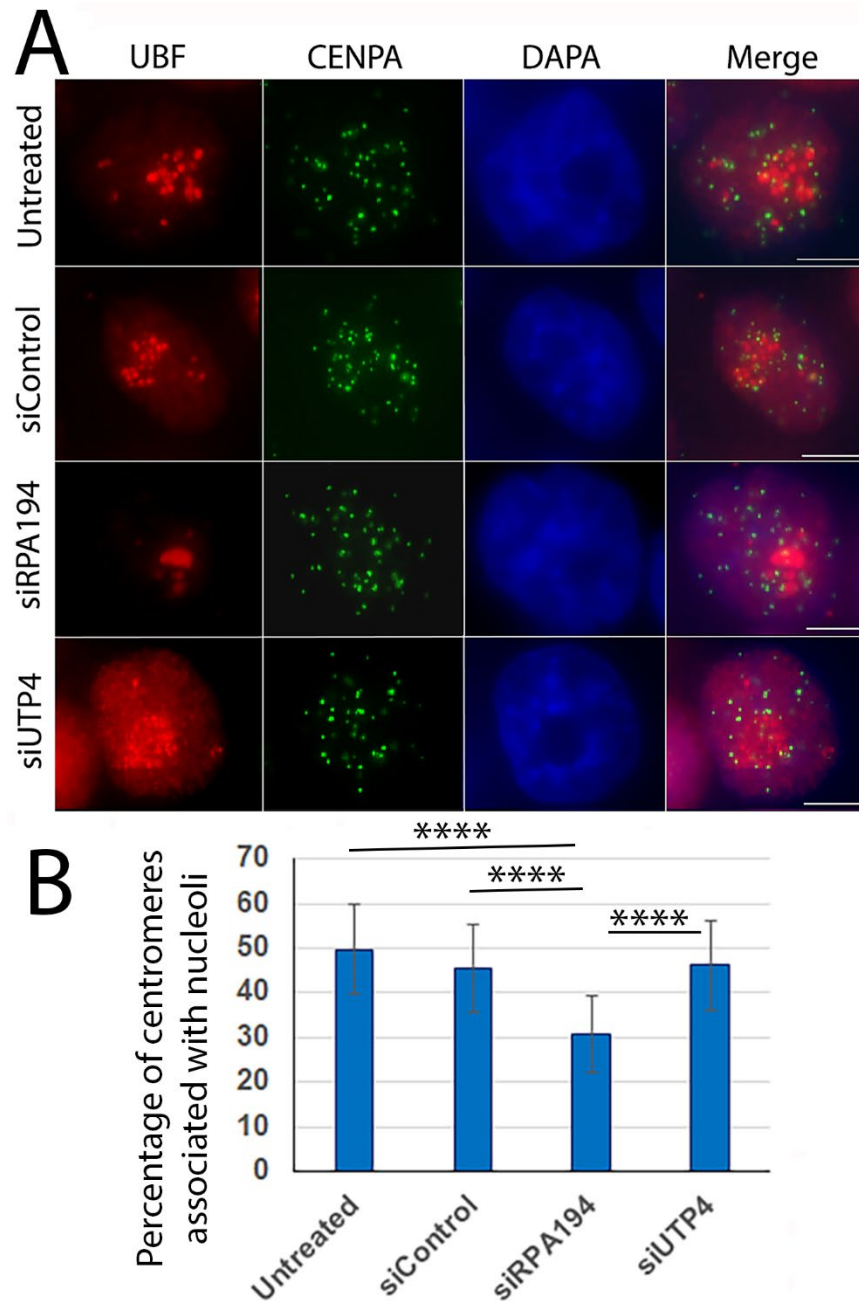 A
UBF CENPA DAPA Merge
Untreated
siControl
siRPA194
siUTP4
B
Percentage of centromeres
associated with nucleoli
****
****
****
70
60
50
40
30
20
10
0
Untreated siControl siRPA194 siUTP4